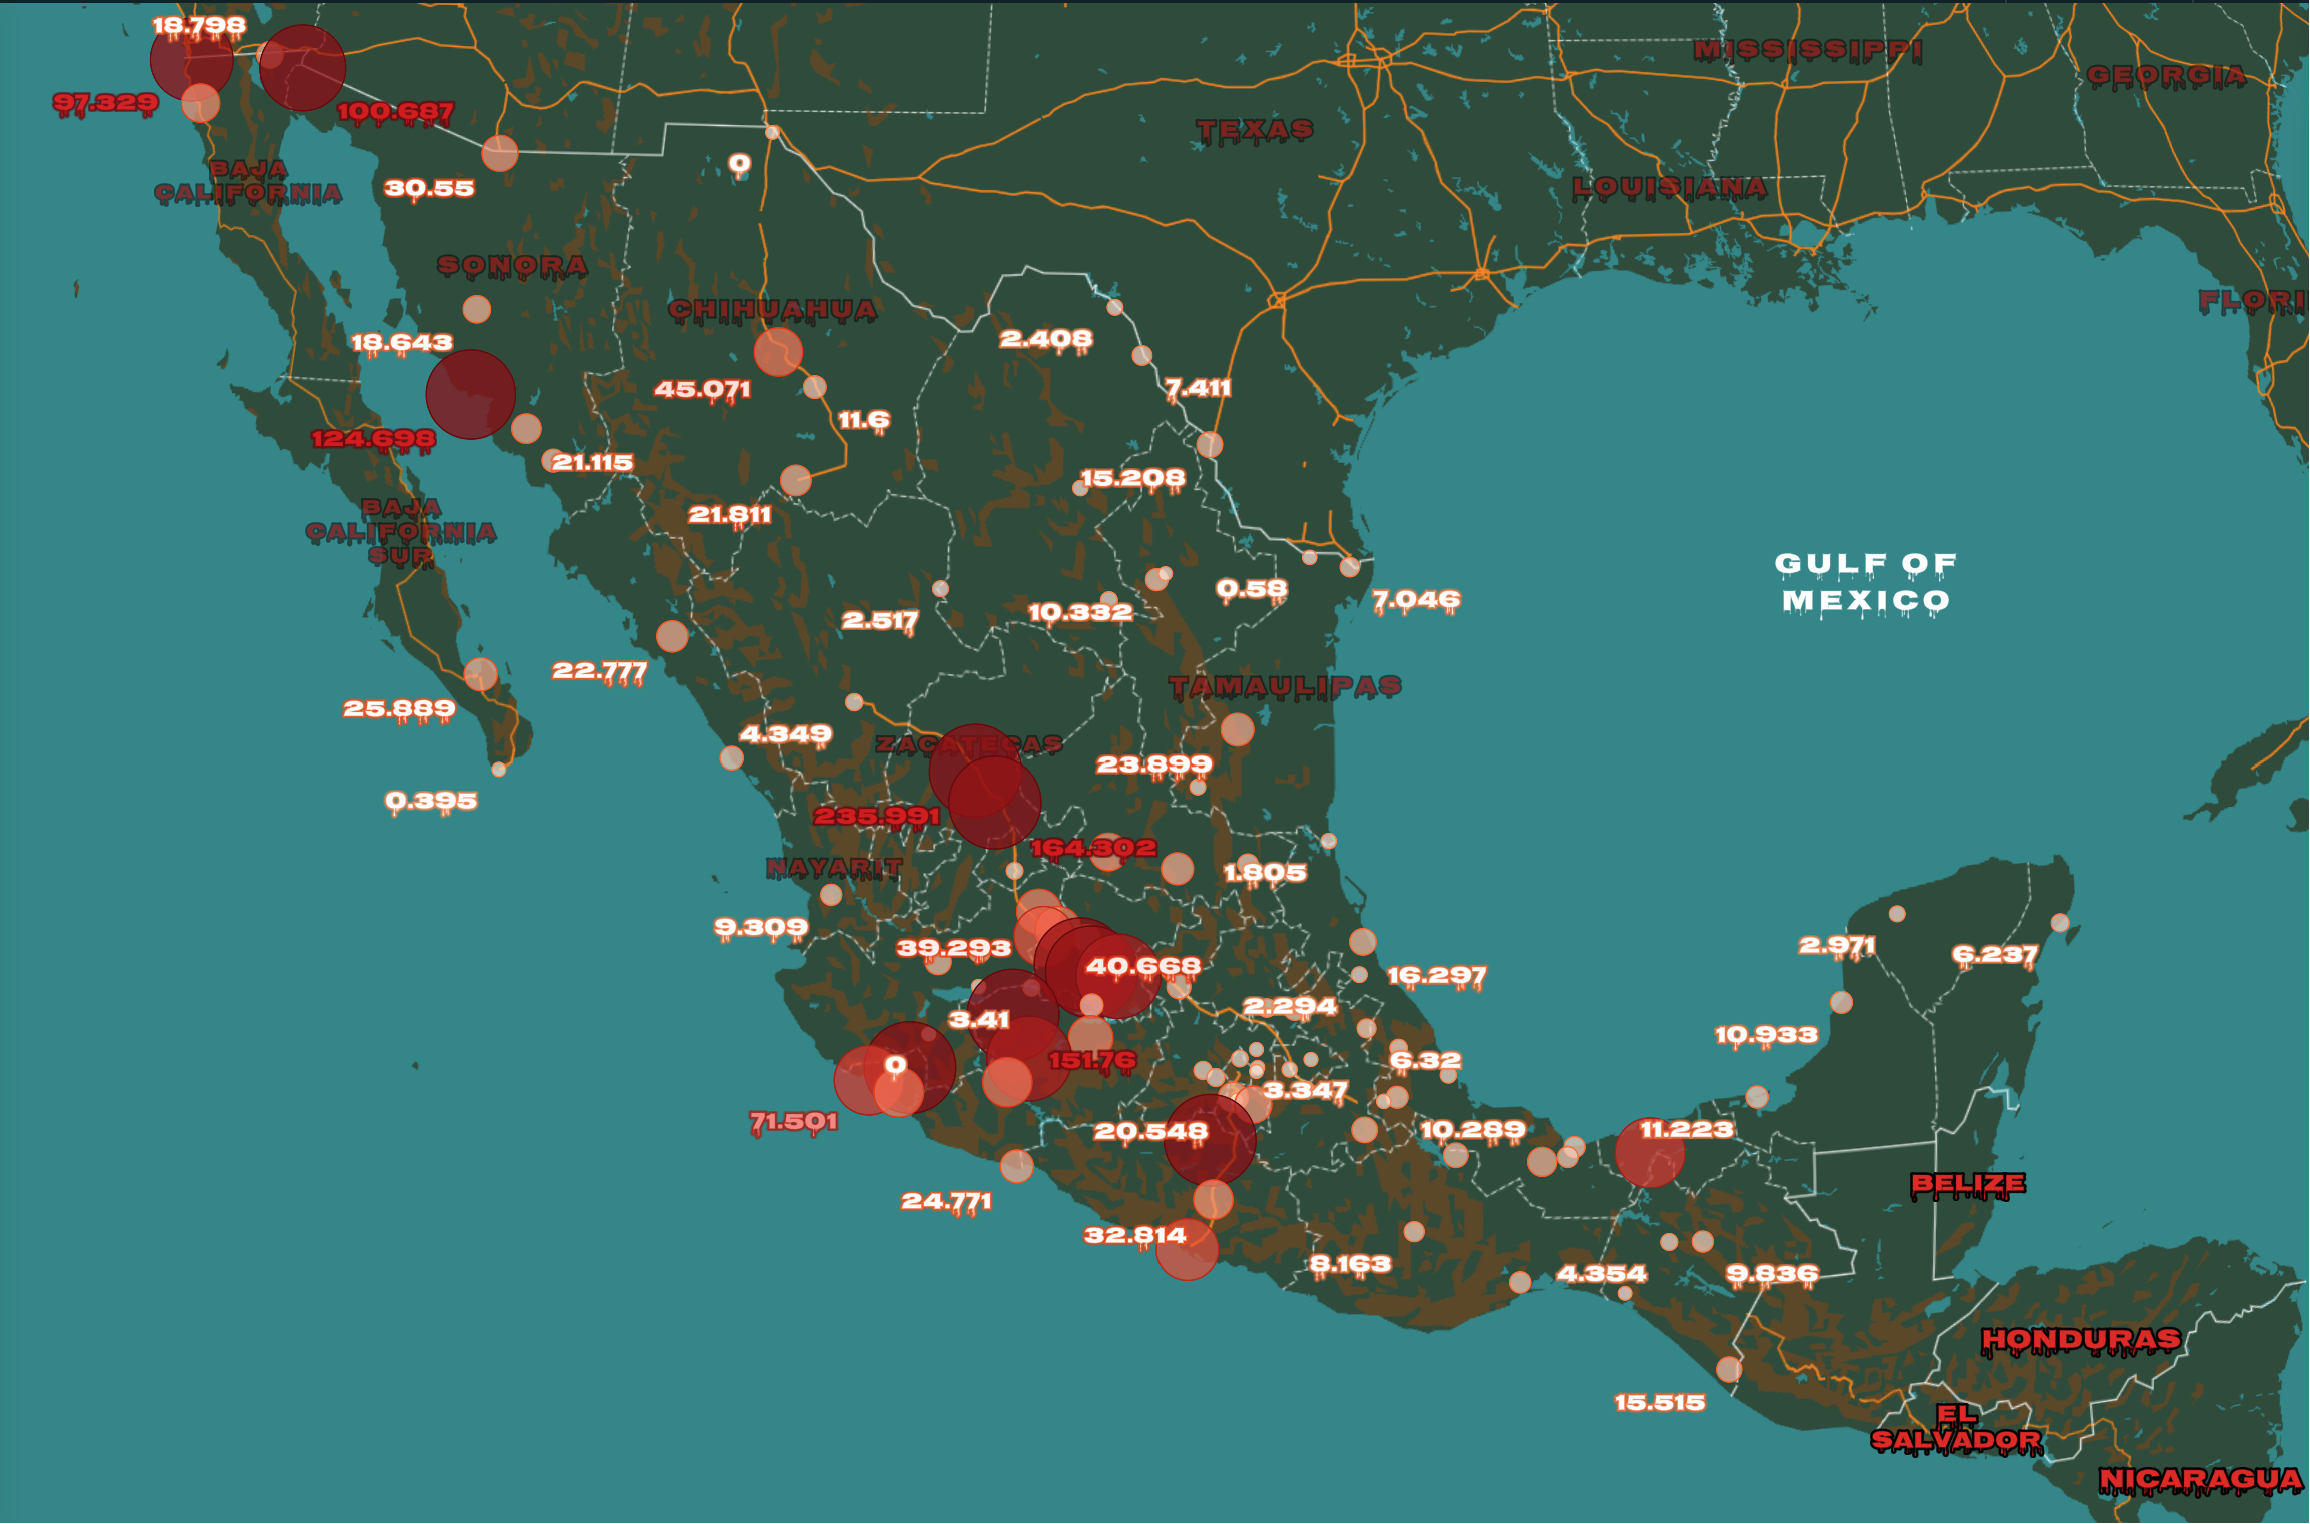 18.798
MISSISSIPPI
GEORGIA
97.329
100.687
TEXAS
0
BAJA
CALIFORNIA
30.55
LOUISIANA
SONORA
CHIHUAHUA
FLORI
18.643
2.408
45.071
7.411
11.6
124.698
21.115
15.208
21.811
BAJA
CALIFORNIA
SUR
GULF OF
MEXICO
2.517
10.332
0.58
7.046
22.777
TAMAULIPAS
25.889
4.349
ZACATECAS
23.899
0.395
235.991
164.302
NAYARIT
1.805
9.309
39.293
40.668
16.297
2.971
6.237
2.294
3.41
10.933
0
151.76
6.32
3.347
71.501
20.548
10.289
11.223
BELIZE
24.771
32.814
8.163
4.354
9.836
HONDURAS
15.515
EL
SALVADOR
NICARAGUA